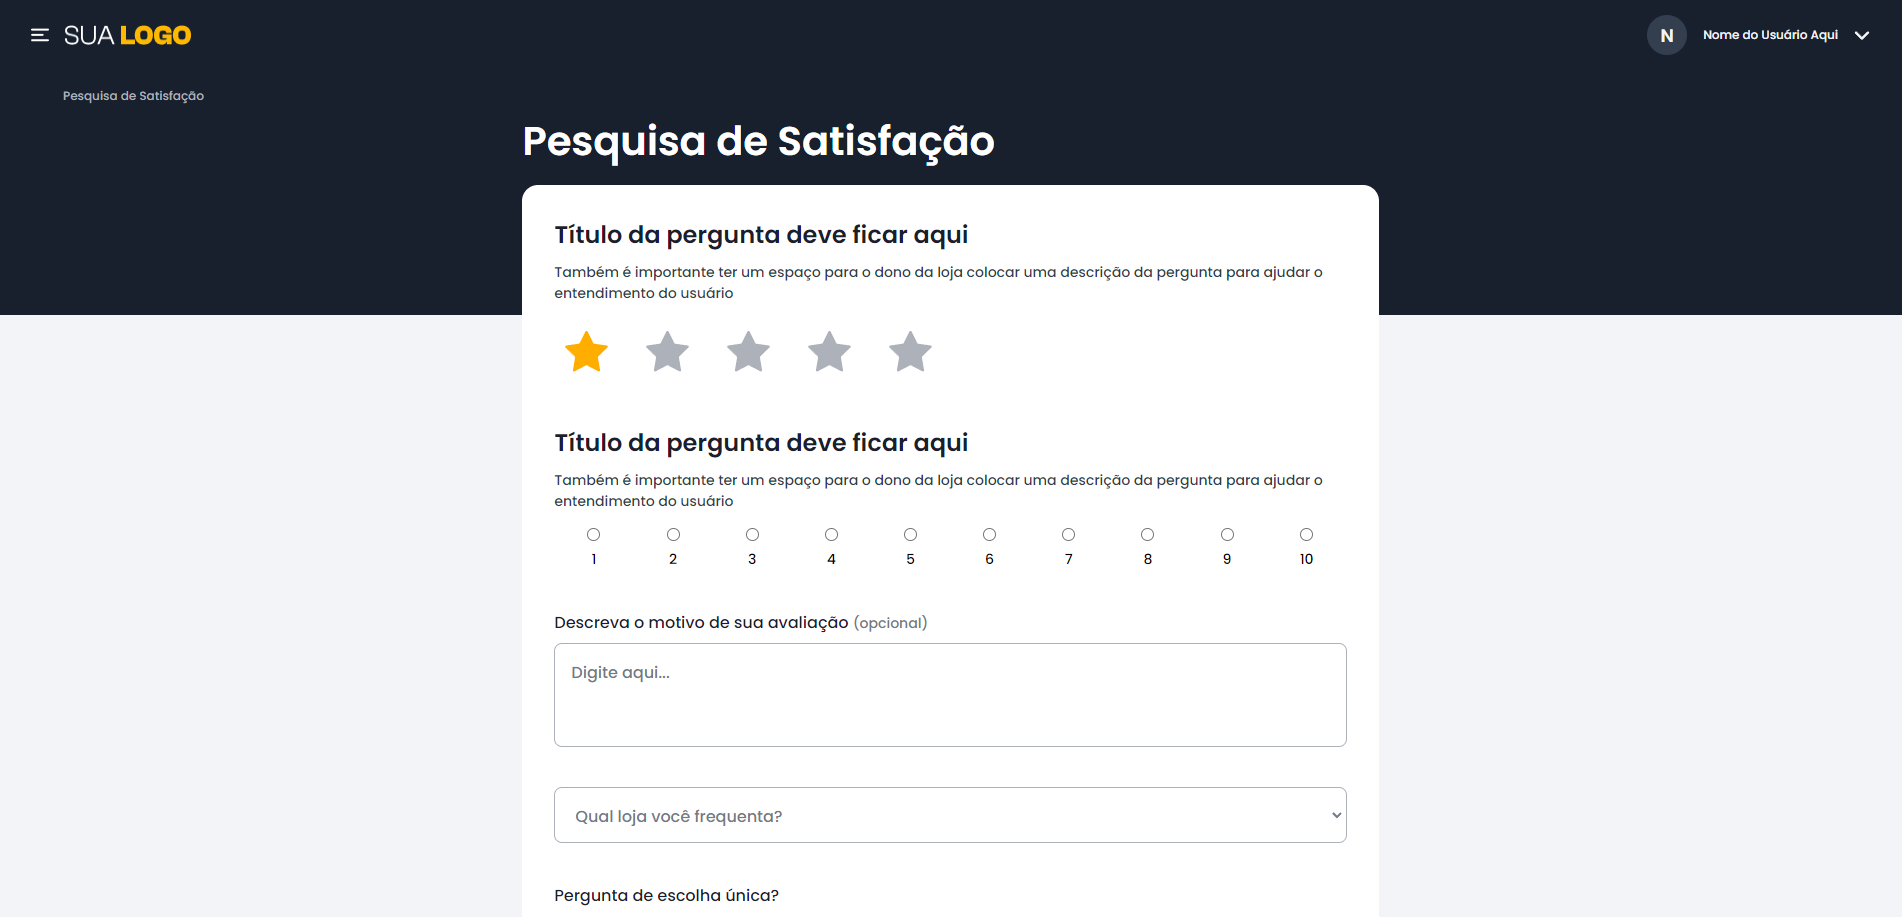 SUA LOGO
N
Nome do Usuário Aqui
Pesquisa de Satisfação
Pesquisa de Satisfação
Título da pergunta deve ficar aqui
Também é importante ter um espaço para o dono da loja colocar uma descrição da pergunta para ajudar o
entendimento do usuário
Título da pergunta deve ficar aqui
Também é importante ter um espaço para o dono da loja colocar uma descrição da pergunta para ajudar o
entendimento do usuário
1 2 3 4 5 6 7 8 9 10
Descreva o motivo de sua avaliação (opcional)
Digite aqui...
Qual loja você frequenta?
Pergunta de escolha única?